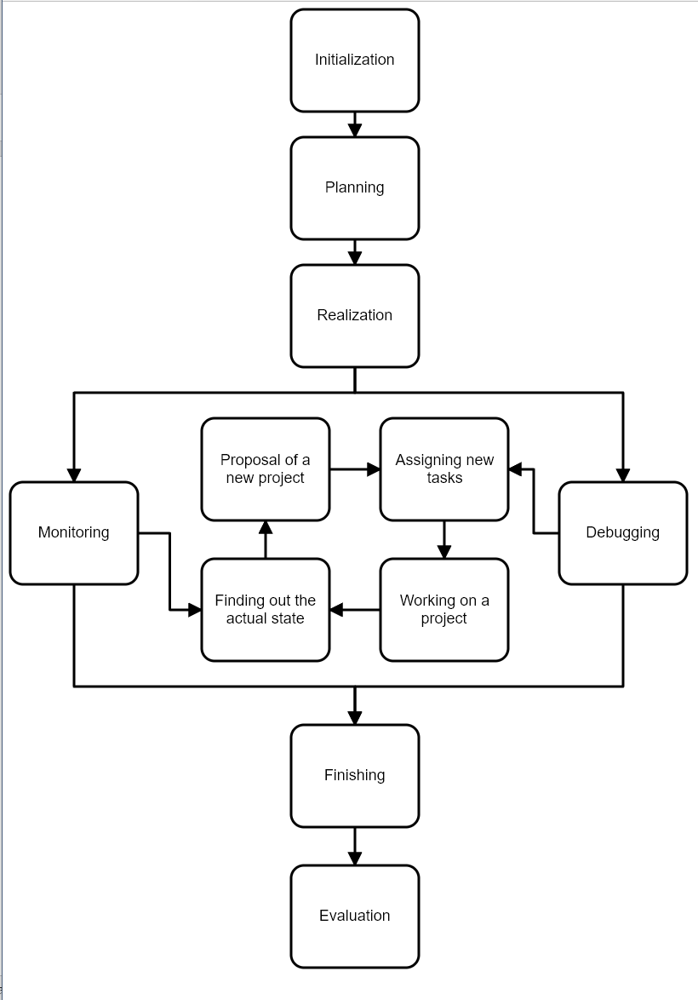 Initialization
Planning
Realization
Proposal of a
new project
Assigning new
tasks
Monitoring
Debugging
Finding out the
actual state
Working on a
project
Finishing
Evaluation